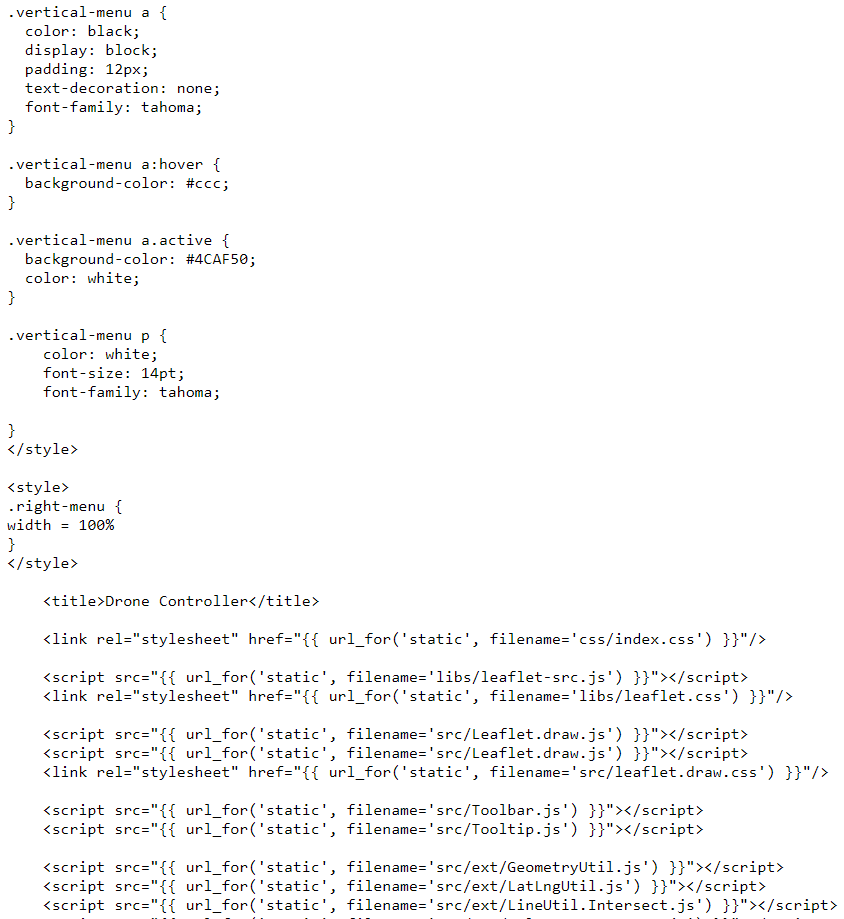 .vertical-menu a {
  color: black;
  display: block;
  padding: 12px;
  text-decoration: none;
  font-family: tahoma;
}

.vertical-menu a:hover {
  background-color: #ccc;
}

.vertical-menu a.active {
  background-color: #4CAF50;
  color: white;
}

.vertical-menu p {
    color: white;
    font-size: 14pt;
    font-family: tahoma;

}
</style>

<style>
.right-menu {
width = 100%
}
</style>

    <title>Drone Controller</title>

    <link rel="stylesheet" href="{{ url_for('static', filename='css/index.css') }}"/>

    <script src="{{ url_for('static', filename='libs/leaflet-src.js') }}"></script>
    <link rel="stylesheet" href="{{ url_for('static', filename='libs/leaflet.css') }}"/>

    <script src="{{ url_for('static', filename='src/Leaflet.draw.js') }}"></script>
    <script src="{{ url_for('static', filename='src/Leaflet.draw.js') }}"></script>
    <link rel="stylesheet" href="{{ url_for('static', filename='src/leaflet.draw.css') }}"/>

    <script src="{{ url_for('static', filename='src/Toolbar.js') }}"></script>
    <script src="{{ url_for('static', filename='src/Tooltip.js') }}"></script>

    <script src="{{ url_for('static', filename='src/ext/GeometryUtil.js') }}"></script>
    <script src="{{ url_for('static', filename='src/ext/LatLngUtil.js') }}"></script>
    <script src="{{ url_for('static', filename='src/ext/LineUtil.Intersect.js') }}"></script>